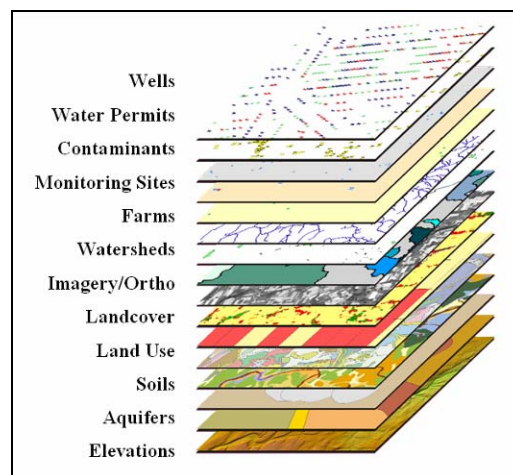 Wells
Water Permits
Contaminants
Monitoring Sites
Farms
Watersheds
Imagery/Ortho
Landcover
Land Use
Soils
Aquifers
Elevations